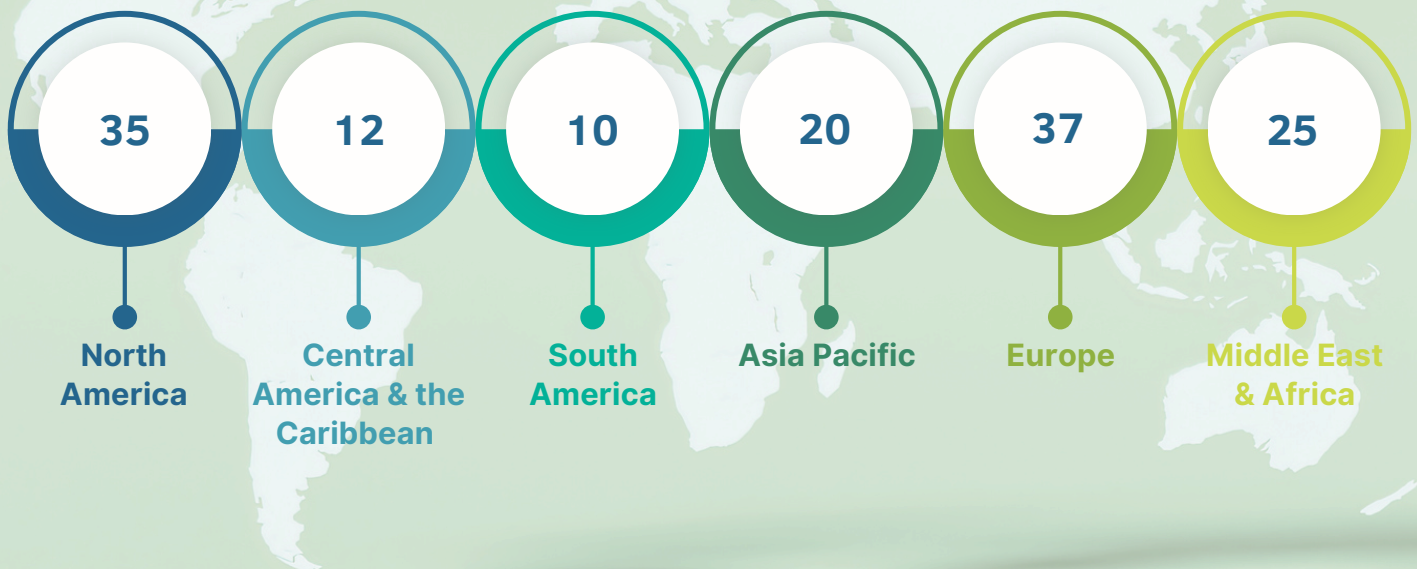 35
12
10
20
37
25
North
America
Central
America & the
Caribbean
South
America
Asia Pacific
Europe
Middle East
& Africa